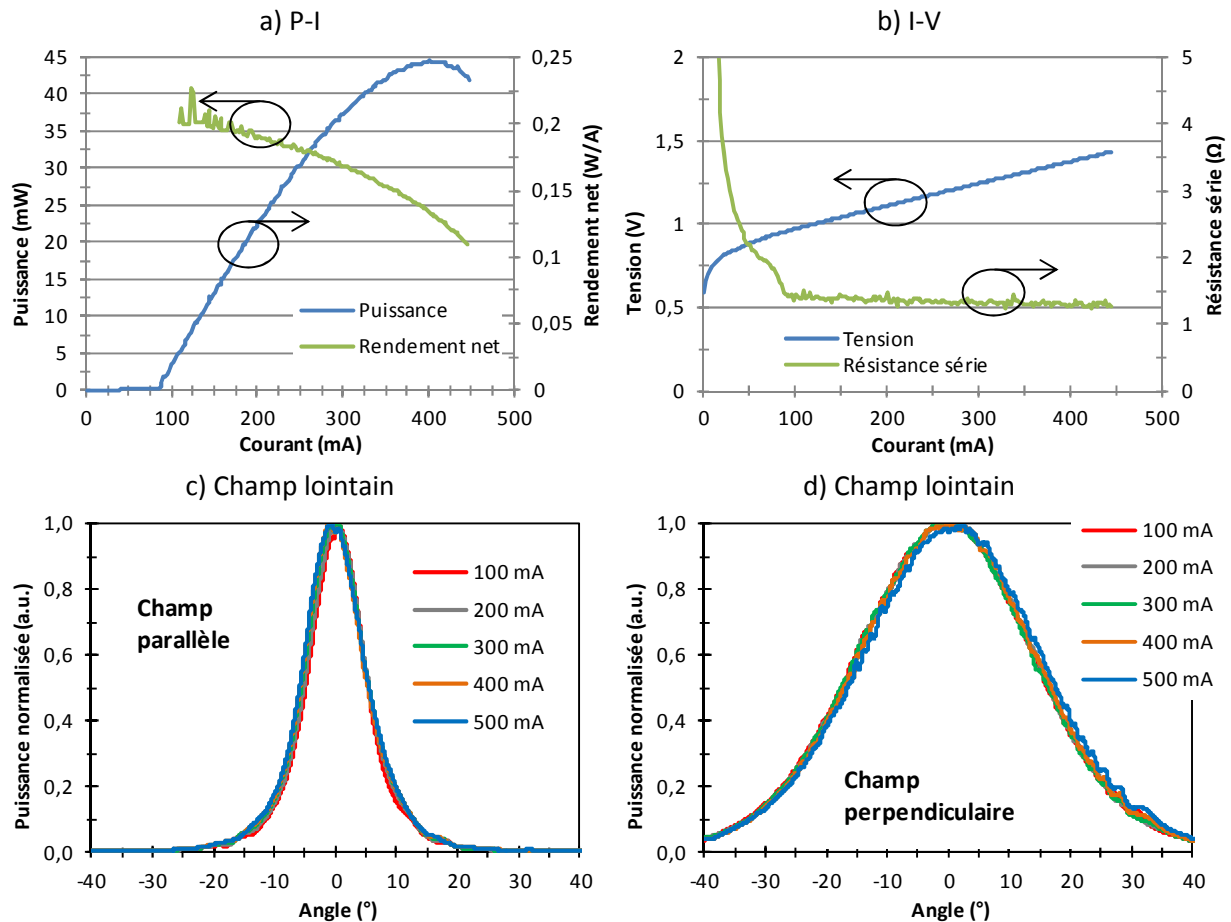 a) P-I
45
40
35
30
25
20
15
10
5
0
Puissance (mW)
0,25
0,2
0,15
0,1
0,05
0
Rendement net (W/A)
Puissance
Rendement net
0 100 200 300 400 500
Courant (mA)
b) I-V
2
1,5
1
0,5
0
Tension (V)
5
4
3
2
1
0
Résistance série (Ω)
Tension
Résistance série
0 100 200 300 400 500
Courant (mA)
c) Champ lointain
1,0
0,8
0,6
0,4
0,2
0,0
Puissance normalisée (a.u.)
Champ
parallèle
100 mA
200 mA
300 mA
400 mA
500 mA
-40 -30 -20 -10 0 10 20 30 40
Angle (°)
d) Champ lointain
1,0
0,8
0,6
0,4
0,2
0,0
Puissance normalisée (a.u.)
100 mA
200 mA
300 mA
400 mA
500 mA
Champ
perpendiculaire
-40 -30 -20 -10 0 10 20 30 40
Angle (°)